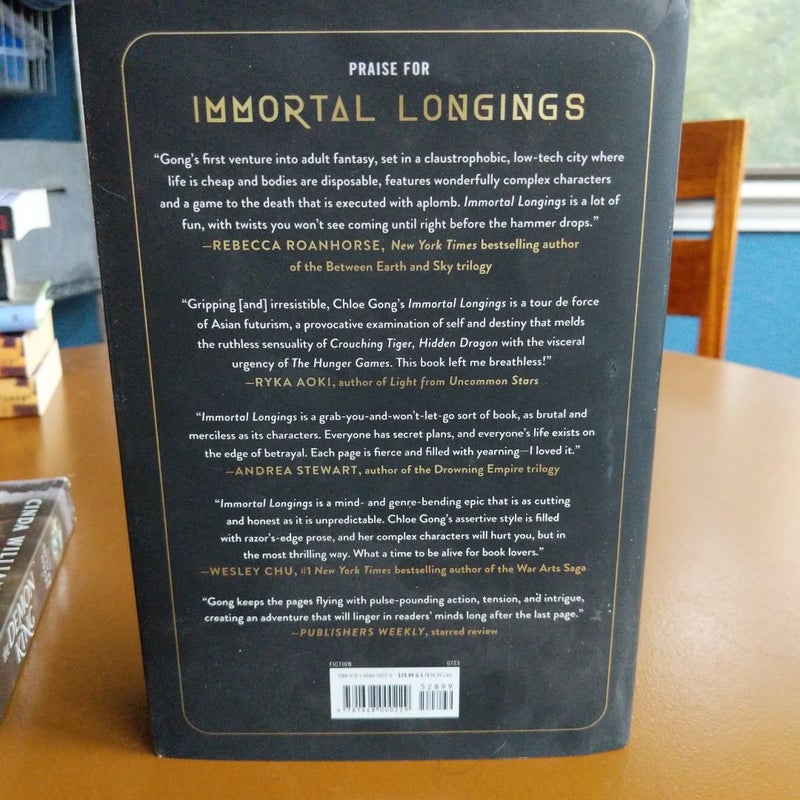 PRAISE FOR
IMMORTAL LONGINGS
“Gong’s first venture into adult fantasy, set in a claustrophobic, low-tech city where
life is cheap and bodies are disposable, features wonderfully complex characters
and a game to the death that is executed with aplomb. Immortal Longings is a lot of
fun, with twists you won’t see coming until right before the hammer drops.”
—REBECCA ROANHORSE, New York Times bestselling author
of the Between Earth and Sky trilogy
“Gripping [and] irresistible, Chloe Gong’s Immortal Longings is a tour de force
of Asian futurism, a provocative examination of self and destiny that melds
the ruthless sensuality of Crouching Tiger, Hidden Dragon with the visceral
urgency of The Hunger Games. This book left me breathless!”
—RYKA AOKI, author of Light from Uncommon Stars
“Immortal Longings is a grab-you-and-won’t-let-go sort of book, as brutal and
merciless as its characters. Everyone has secret plans, and everyone’s life exists on
the edge of betrayal. Each page is fierce and filled with yearning—I loved it.”
—ANDREA STEWART, author of the Drowning Empire trilogy
“Immortal Longings is a mind- and genre-bending epic that is as cutting
and honest as it is unpredictable. Chloe Gong’s assertive style is filled
with razor’s-edge prose, and her complex characters will hurt you, but in
the most thrilling way. What a time to be alive for book lovers.”
—WESLEY CHU, #1 New York Times bestselling author of the War Arts Saga
“Gong keeps the pages flying with pulse-pounding action, tension, and intrigue,
creating an adventure that will linger in readers’ minds long after the last page.”
—PUBLISHERS WEEKLY, starred review
FICTION 0723
52899
CINDA
DEMON
KING